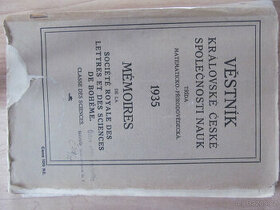 VĚSTNÍK
KRÁLOVSKÉ ČESKÉ
SPOLEČNOSTI NAUK
TŘÍDA
MATEMATICKO-PŘÍRODOVĚDECKÁ
1935
MÉMOIRES
DE LA
SOCIÉTÉ ROYALE DES
LETTRES ET DES SCIENCES
DE BOHÊME.
CLASSE DES SCIENCES.